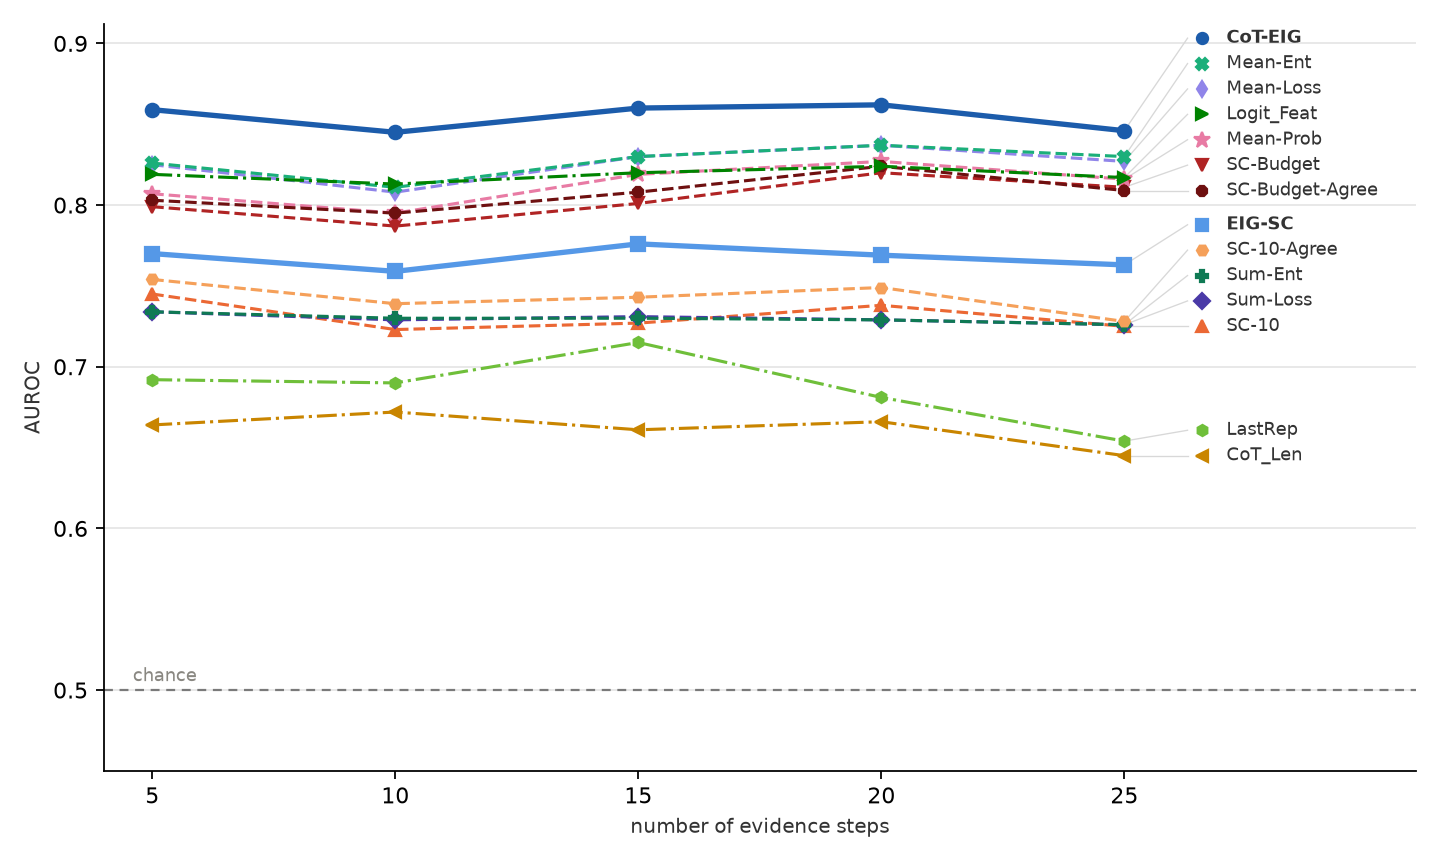 0.9
0.8
0.7
0.6
0.5
AUROC
chance
5
10
15
20
25
number of evidence steps
CoT-EIG
Mean-Ent
Mean-Loss
Logit_Feat
Mean-Prob
SC-Budget
SC-Budget-Agree
EIG-SC
SC-10-Agree
Sum-Ent
Sum-Loss
SC-10
LastRep
CoT_Len